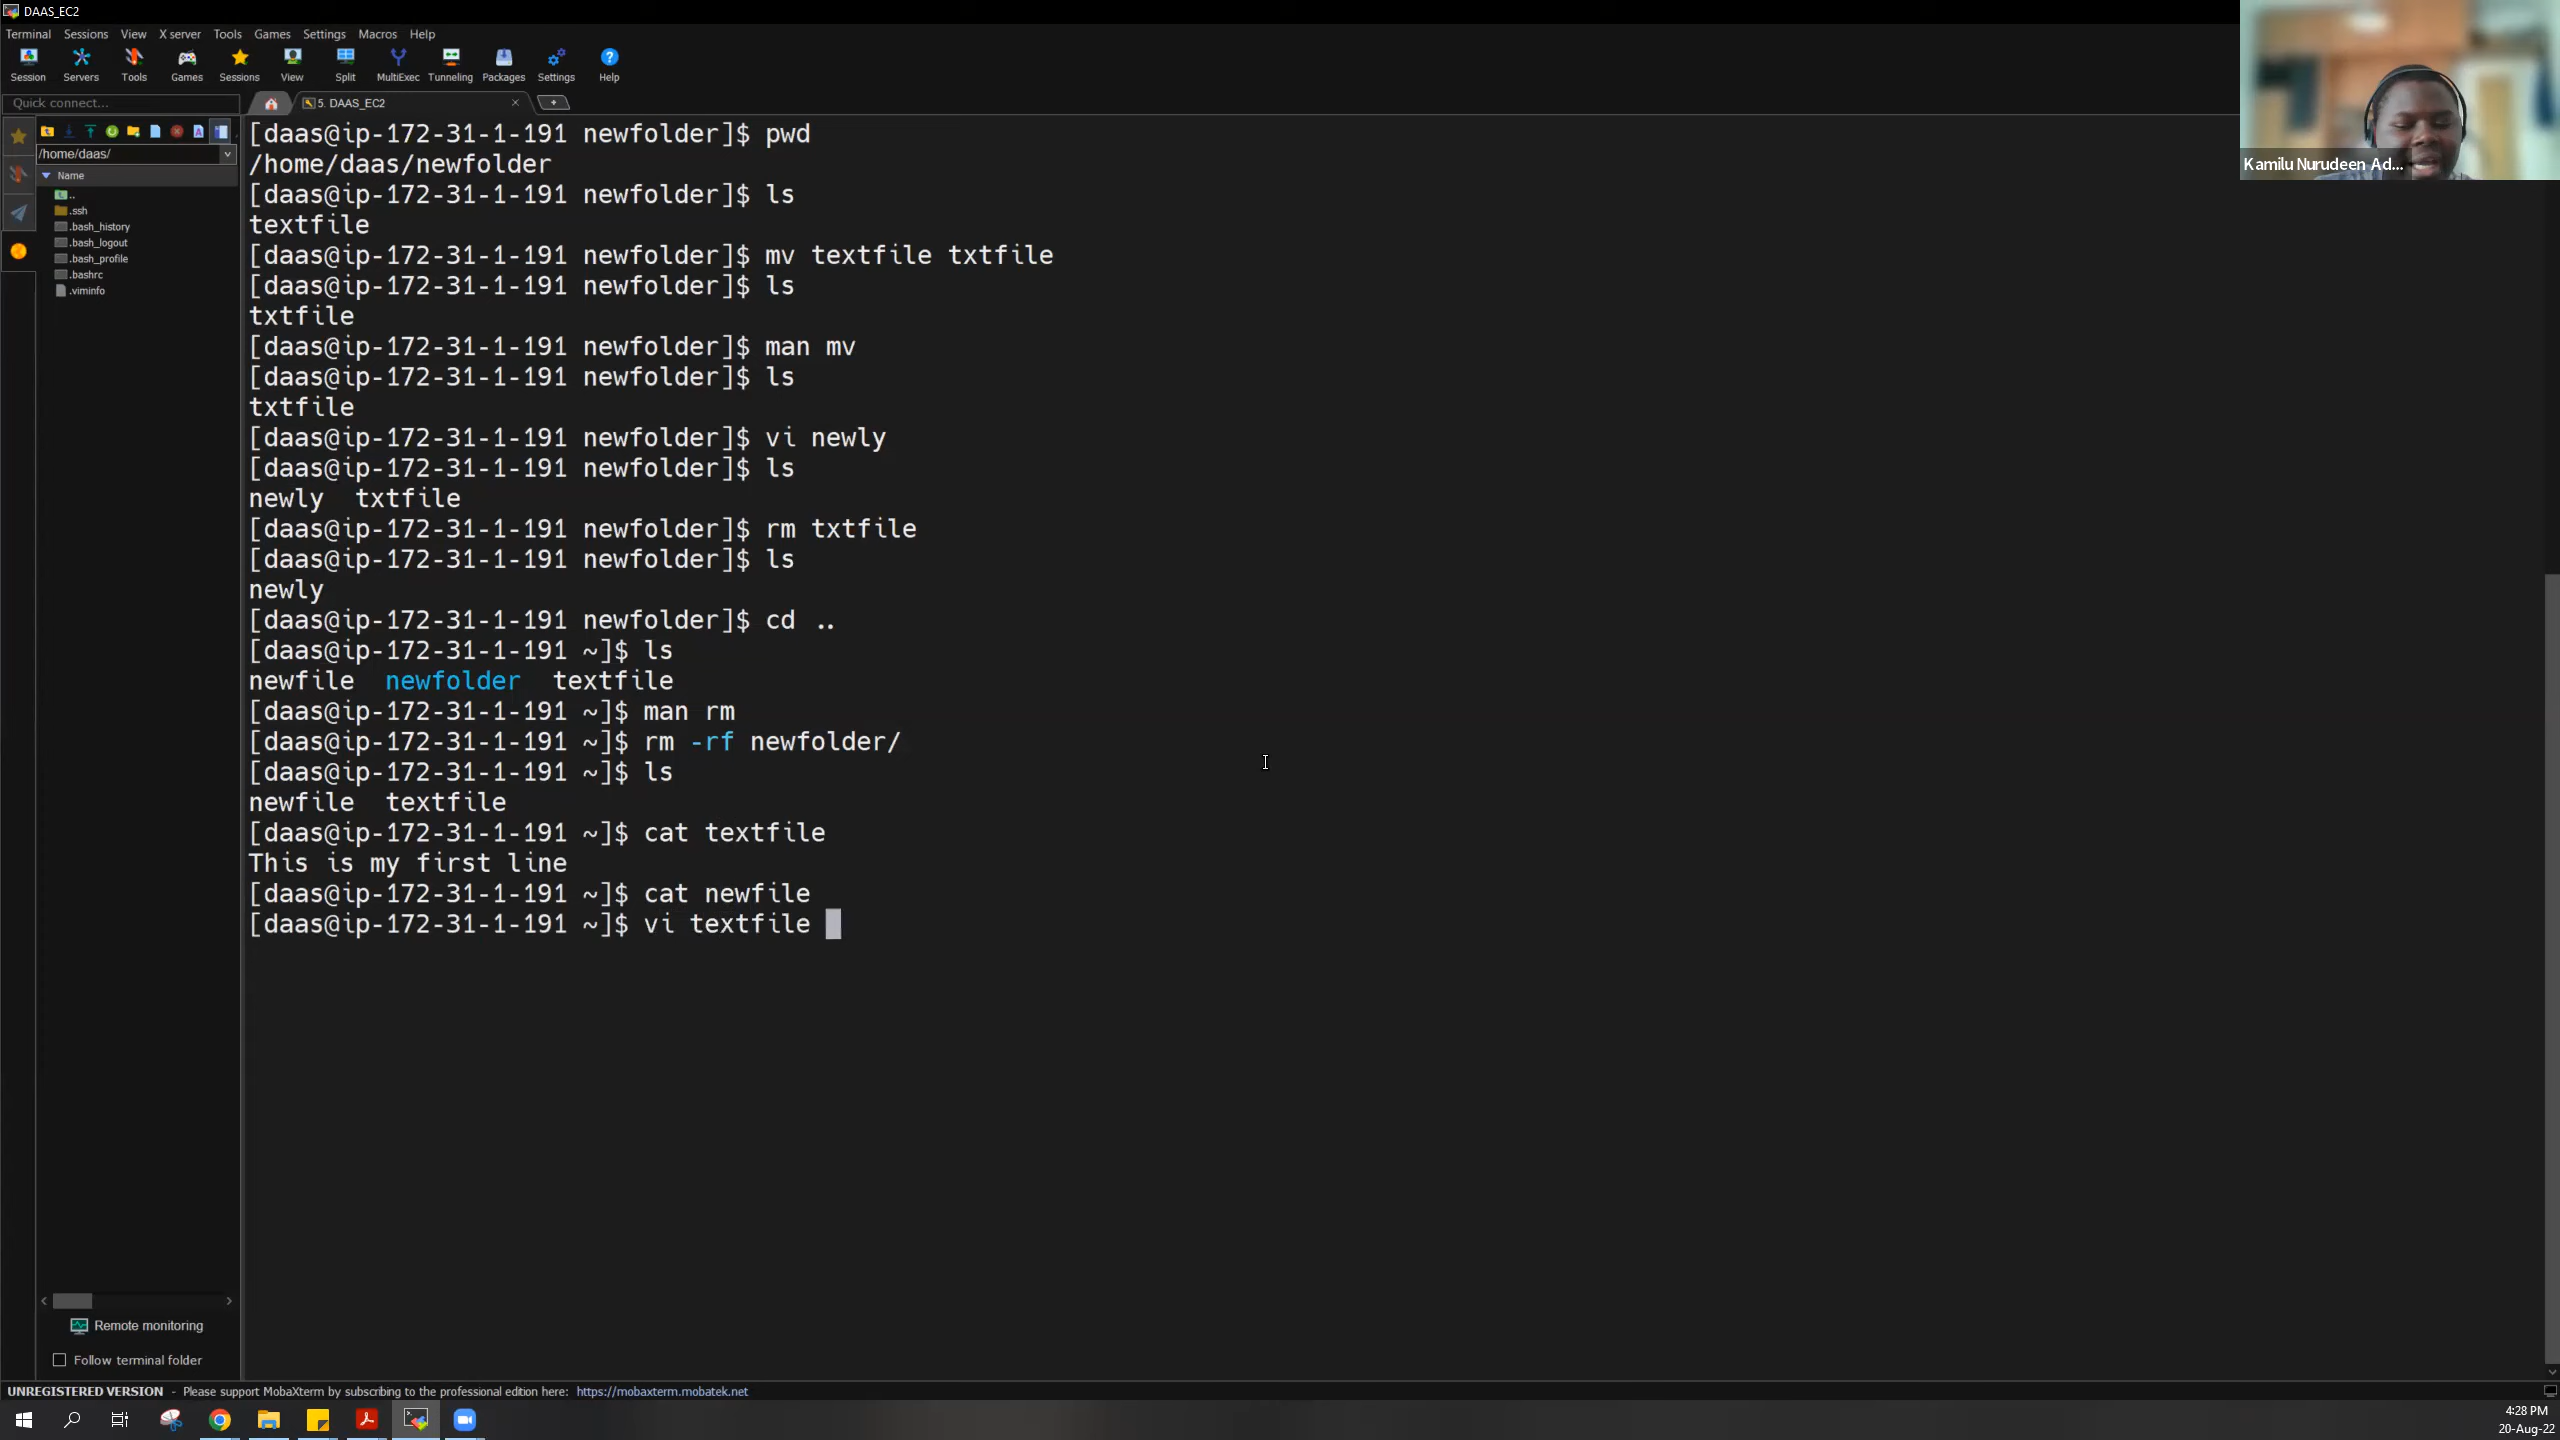 DAAS_EC2
Terminal Sessions View X server Tools Games Settings Macros Help
Session Servers Tools Games Sessions View Split MultiExec Tunneling Packages Settings Help
Quick connect...
5. DAAS_EC2
/home/daas/
Name
..
.ssh
.bash_history
.bash_logout
.bash_profile
.bashrc
.viminfo
[daas@ip-172-31-1-191 newfolder]$ pwd
/home/daas/newfolder
[daas@ip-172-31-1-191 newfolder]$ ls
textfile
[daas@ip-172-31-1-191 newfolder]$ mv textfile txtfile
[daas@ip-172-31-1-191 newfolder]$ ls
txtfile
[daas@ip-172-31-1-191 newfolder]$ man mv
[daas@ip-172-31-1-191 newfolder]$ ls
txtfile
[daas@ip-172-31-1-191 newfolder]$ vi newly
[daas@ip-172-31-1-191 newfolder]$ ls
newly  txtfile
[daas@ip-172-31-1-191 newfolder]$ rm txtfile
[daas@ip-172-31-1-191 newfolder]$ ls
newly
[daas@ip-172-31-1-191 newfolder]$ cd ..
[daas@ip-172-31-1-191 ~]$ ls
newfile  newfolder  textfile
[daas@ip-172-31-1-191 ~]$ man rm
[daas@ip-172-31-1-191 ~]$ rm -rf newfolder/
[daas@ip-172-31-1-191 ~]$ ls
newfile  textfile
[daas@ip-172-31-1-191 ~]$ cat textfile
This is my first line
[daas@ip-172-31-1-191 ~]$ cat newfile
[daas@ip-172-31-1-191 ~]$ vi textfile
Kamilu Nurudeen Ad...
Remote monitoring
Follow terminal folder
UNREGISTERED VERSION - Please support MobaXterm by subscribing to the professional edition here: https://mobaxterm.mobatek.net
4:28 PM
20-Aug-22